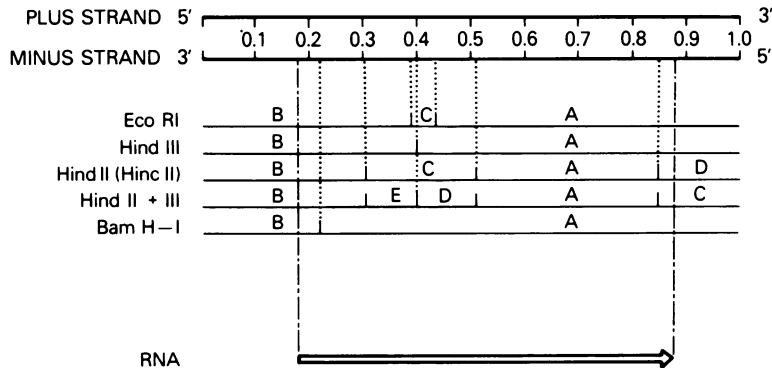 PLUS STRAND 5' 3'
0.1 0.2 0.3 0.4 0.5 0.6 0.7 0.8 0.9 1.0
MINUS STRAND 3' 5'
Eco RI B C A
Hind III B A
Hind II (Hinc II) B C A D
Hind II + III B E D A C
Bam H—I B A
RNA